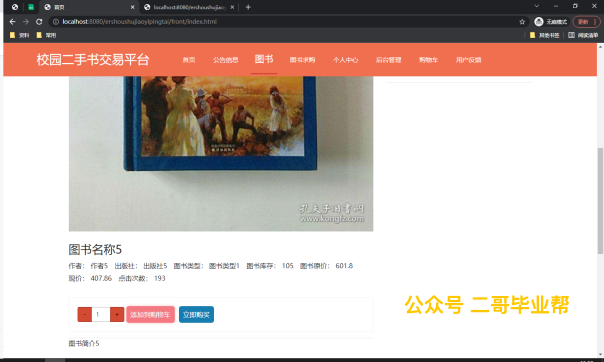 首页
localhost:8080/ershoushujiaoyipingtai/front/index.html
无痕模式
更新
资料
常用
其他书签
阅读清单
校园二手书交易平台
首页 公告信息 图书 图书求购 个人中心 后台管理 购物车 用户反馈
孔夫子旧书网
www.kongfz.com
图书名称5
作者： 作者5 出版社： 出版社5 图书类型： 图书类型1 图书库存： 105 图书原价： 601.8
现价： 407.86 点击次数： 193
- 1 + 添加到购物车 立即购买
公众号 二哥毕业帮
图书简介5